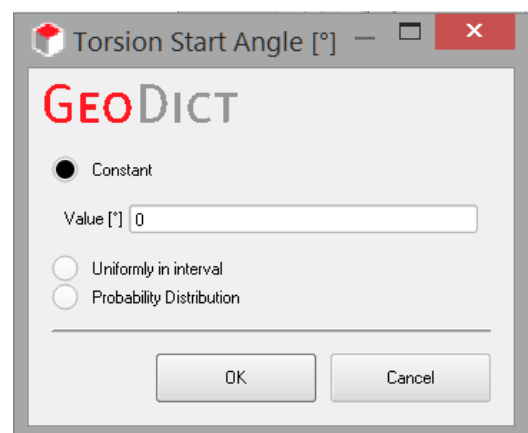 Torsion Start Angle [°]
GEODICT
Constant
Value [°] 0
Uniformly in interval
Probability Distribution
OK Cancel